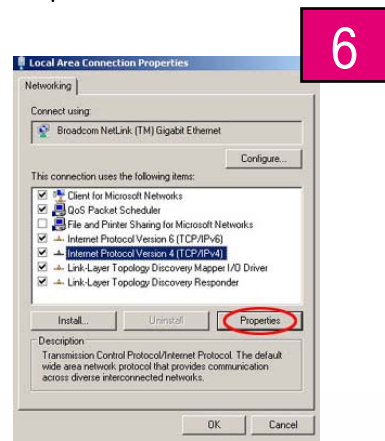 6
Local Area Connection Properties
Networking
Connect using:
Broadcom NetLink (TM) Gigabit Ethernet
Configure...
This connection uses the following items:
Client for Microsoft Networks
QoS Packet Scheduler
File and Printer Sharing for Microsoft Networks
Internet Protocol Version 6 (TCP/IPv6)
Internet Protocol Version 4 (TCP/IPv4)
Link-Layer Topology Discovery Mapper I/O Driver
Link-Layer Topology Discovery Responder
Install... Uninstall Properties
Description
Transmission Control Protocol/Internet Protocol. The default
wide area network protocol that provides communication
across diverse interconnected networks.
OK Cancel